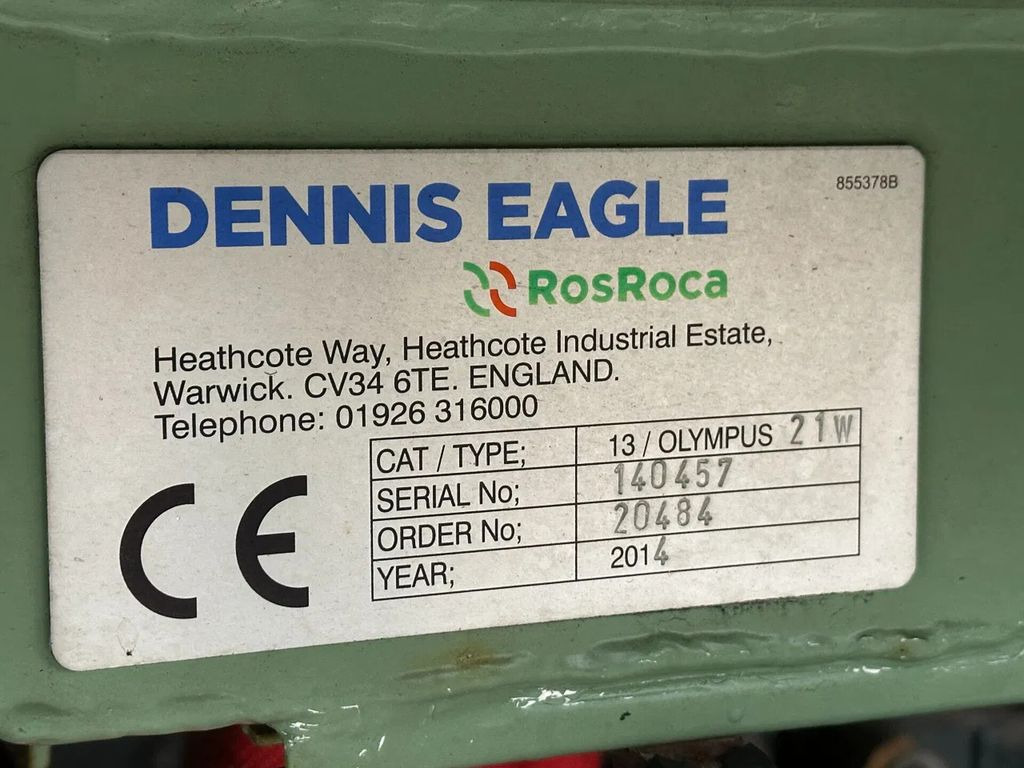 855378B
DENNIS EAGLE
RosRoca
Heathcote Way, Heathcote Industrial Estate,
Warwick. CV34 6TE. ENGLAND.
Telephone: 01926 316000
CE
CAT / TYPE; 13 / OLYMPUS 21W
SERIAL No; 140457
ORDER No; 20484
YEAR; 2014